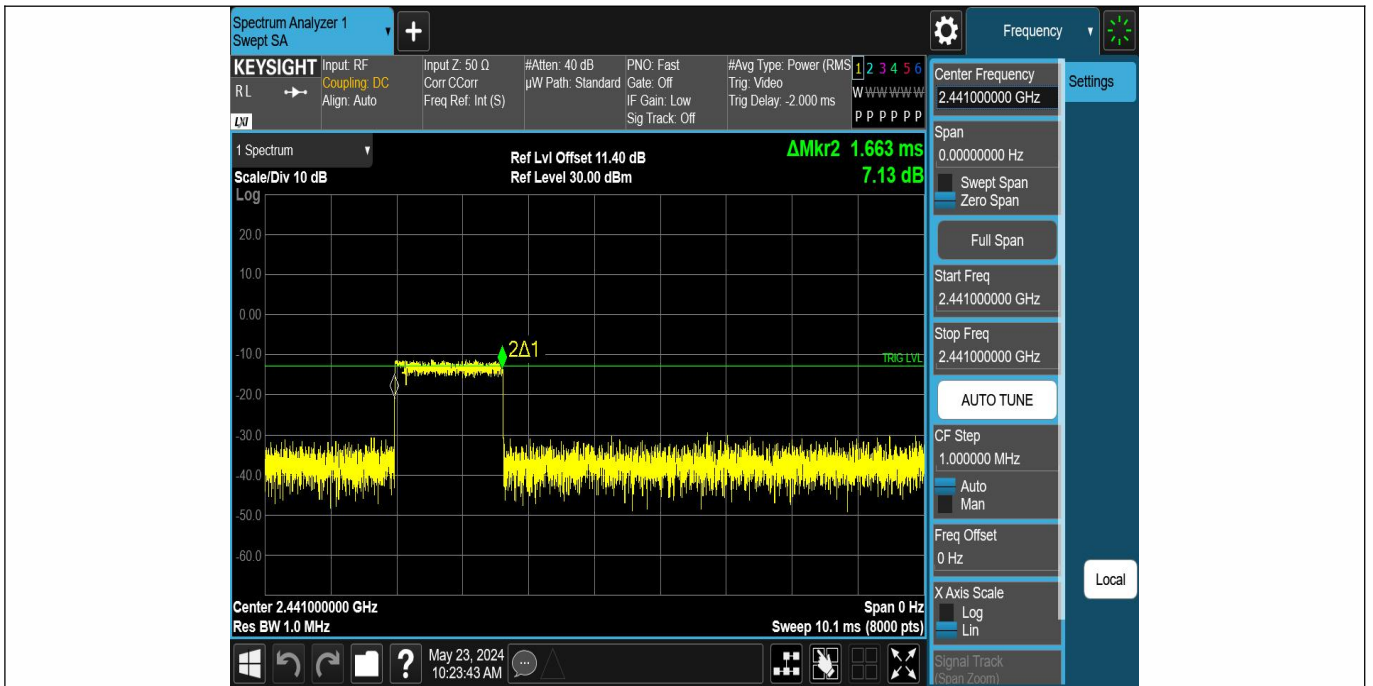 Spectrum Analyzer 1
Swept SA
Frequency
KEYSIGHT
RL
LXI
Input: RF
Coupling: DC
Align: Auto
Input Z: 50 Ω
Corr CCorr
Freq Ref: Int (S)
#Atten: 40 dB
µW Path: Standard
PNO: Fast
Gate: Off
IF Gain: Low
Sig Track: Off
#Avg Type: Power (RMS
Trig: Video
Trig Delay: -2.000 ms
1 2 3 4 5 6
W W W W W W
P P P P P P
1 Spectrum
Scale/Div 10 dB
Ref Lvl Offset 11.40 dB
Ref Level 30.00 dBm
ΔMkr2 1.663 ms
7.13 dB
Log
20.0
10.0
0.00
-10.0
-20.0
-30.0
-40.0
-50.0
-60.0
2Δ1
1
TRIG LVL
Center 2.441000000 GHz
Res BW 1.0 MHz
Span 0 Hz
Sweep 10.1 ms (8000 pts)
May 23, 2024
10:23:43 AM
Center Frequency
2.441000000 GHz
Settings
Span
0.00000000 Hz
Swept Span
Zero Span
Full Span
Start Freq
2.441000000 GHz
Stop Freq
2.441000000 GHz
AUTO TUNE
CF Step
1.000000 MHz
Auto
Man
Freq Offset
0 Hz
X Axis Scale
Log
Lin
Local
Signal Track
(Span Zoom)